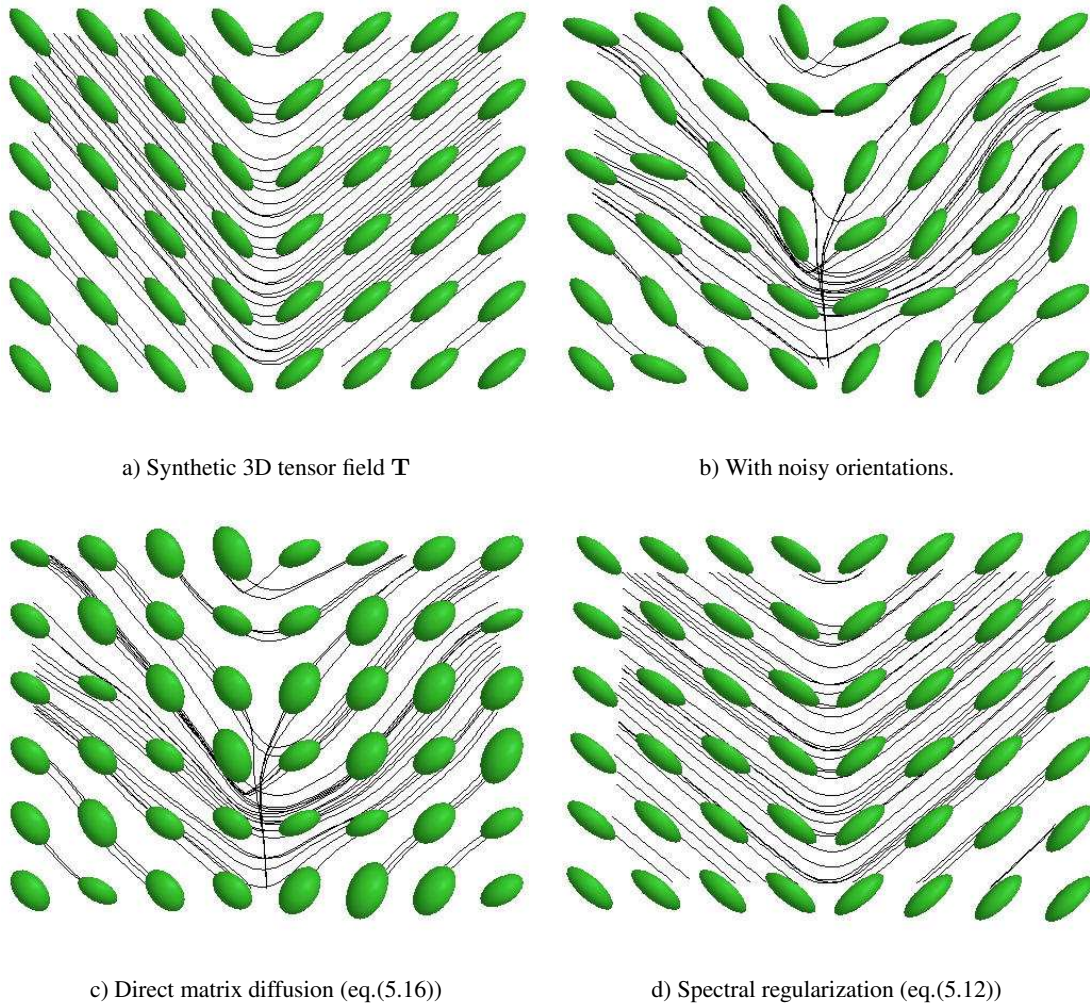 a) Synthetic 3D tensor field T
b) With noisy orientations.
c) Direct matrix diffusion (eq.(5.16))
d) Spectral regularization (eq.(5.12))